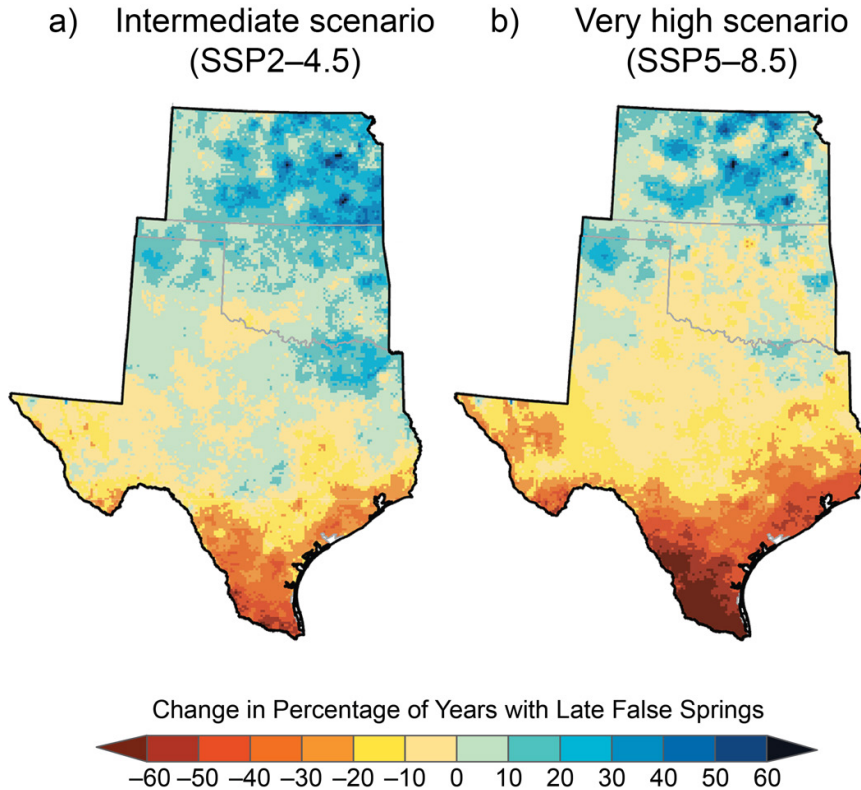 a) Intermediate scenario
(SSP2–4.5)
b) Very high scenario
(SSP5–8.5)
Change in Percentage of Years with Late False Springs
–60 –50 –40 –30 –20 –10 0 10 20 30 40 50 60